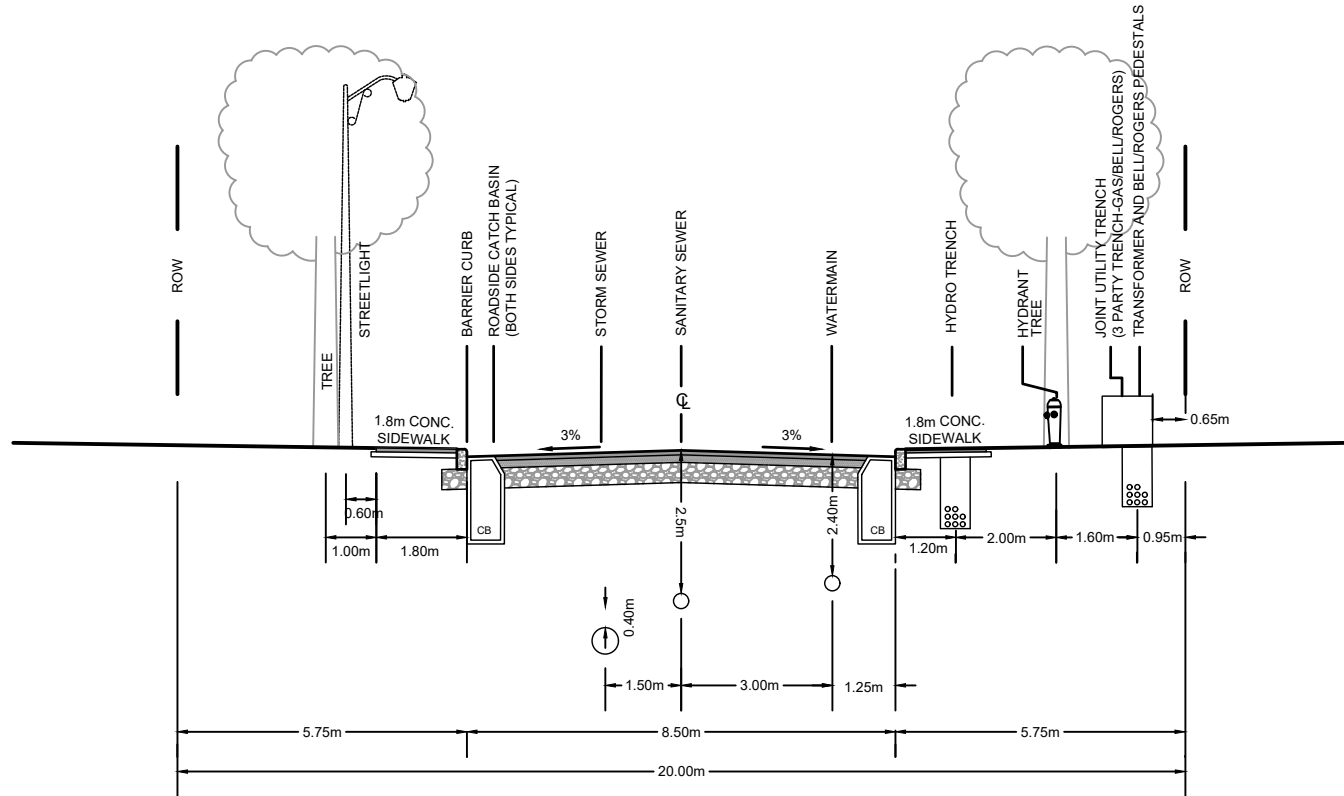 ROW
TREE
STREETLIGHT
BARRIER CURB
ROADSIDE CATCH BASIN
(BOTH SIDES TYPICAL)
STORM SEWER
SANITARY SEWER
WATERMAIN
HYDRO TRENCH
HYDRANT
TREE
JOINT UTILITY TRENCH
(3 PARTY TRENCH-GAS/BELL/ROGERS)
TRANSFORMER AND BELL/ROGERS PEDESTALS
ROW
℄
1.8m CONC.
SIDEWALK
3%
3%
1.8m CONC.
SIDEWALK
0.65m
0.60m
1.00m
1.80m
CB
2.5m
2.40m
CB
1.20m
2.00m
1.60m
0.95m
0.40m
1.50m
3.00m
1.25m
5.75m
8.50m
5.75m
20.00m